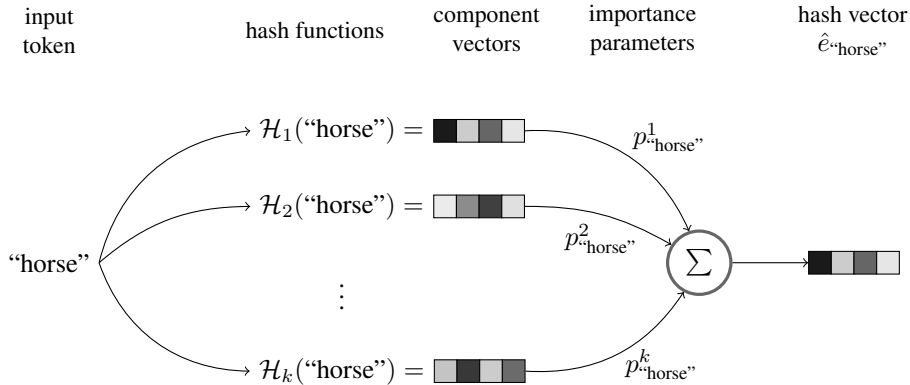 input token
hash functions
component vectors
importance parameters
hash vector ê“horse”
ℋ₁(“horse”) =
p¹“horse”
ℋ₂(“horse”) =
p²“horse”
“horse”
∑
⋮
ℋₖ(“horse”) =
pᵏ“horse”